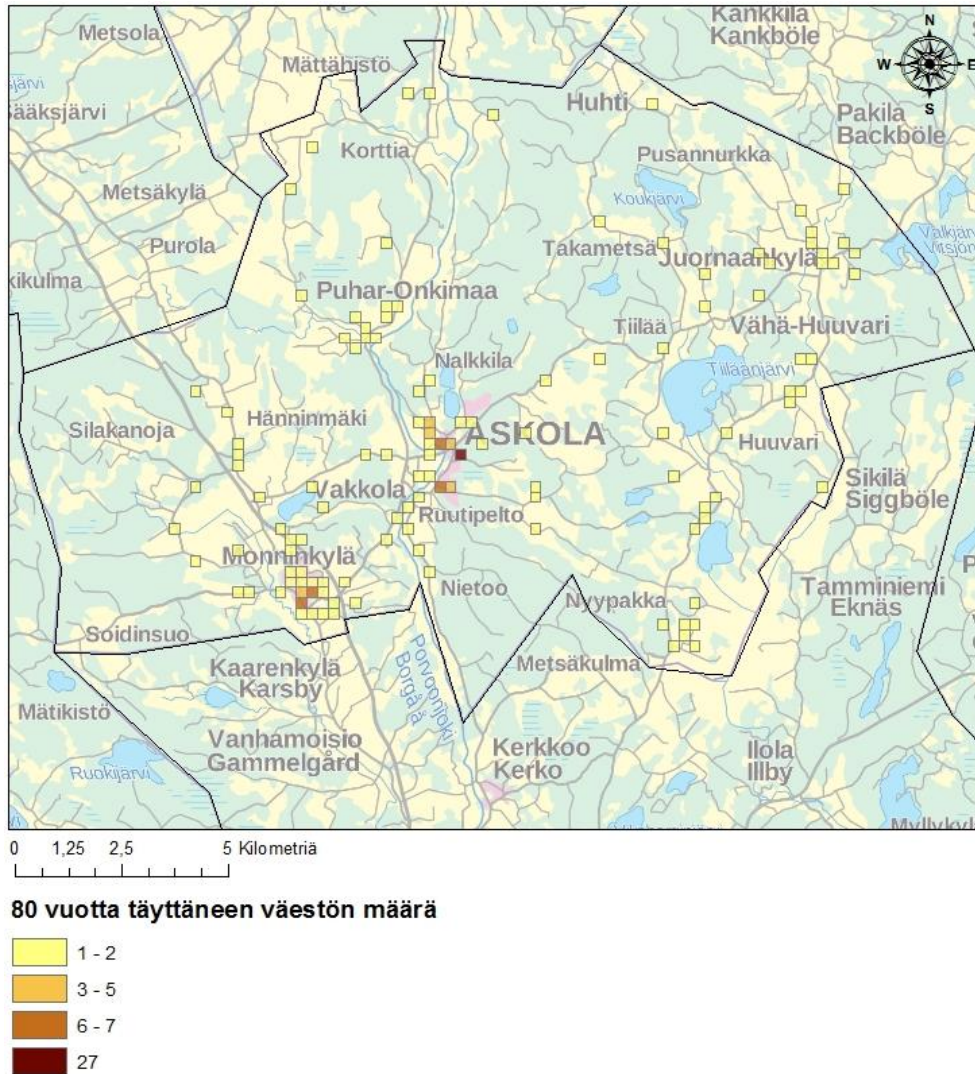 Metsola
Kankkila
Kankböle
N
W
E
S
Mättähistö
Sääksjärvi
Huhti
Pakila
Backböle
Korttia
Pusannurkka
Metsäkylä
Koukjärvi
Purola
Takametsä
Juornaankylä
Puhar-Onkimaa
Tiilää
Vähä-Huuvari
Nalkkila
Tiiläänjärvi
Silakanoja
Hänninmäki
ASKOLA
Huuvari
Vakkola
Sikilä
Siggböle
Ruutipelto
Monninkylä
Nietoo
Nyypakka
Tamminiemi
Eknäs
Soidinsuo
Metsäkulma
Kaarenkylä
Karsby
Porvoonjoki
Borgå å
Mätikistö
Vanhamoisio
Gammelgård
Kerkkoo
Kerko
Ilola
Illby
Ruokijärvi
0 1,25 2,5 5 Kilometriä
80 vuotta täyttäneen väestön määrä
1 - 2
3 - 5
6 - 7
27